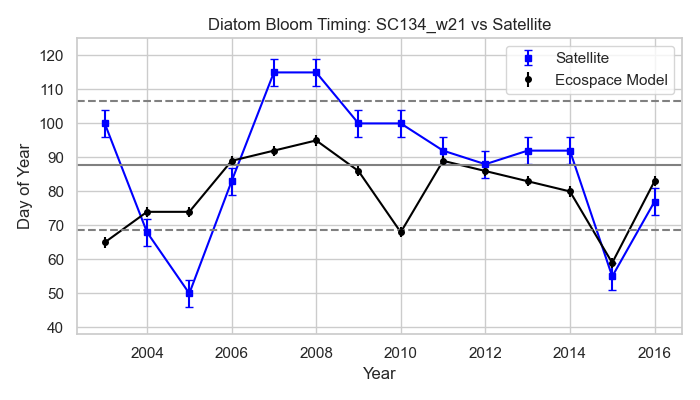 Diatom Bloom Timing: SC134_w21 vs Satellite
Satellite
Ecospace Model
120
110
100
90
80
70
60
50
40
Day of Year
2004 2006 2008 2010 2012 2014 2016
Year